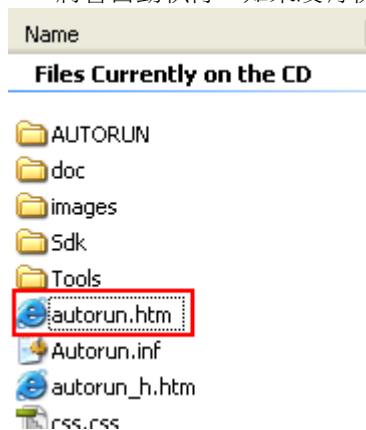 Name
Files Currently on the CD
AUTORUN
doc
images
Sdk
Tools
autorun.htm
Autorun.inf
autorun_h.htm
css.css